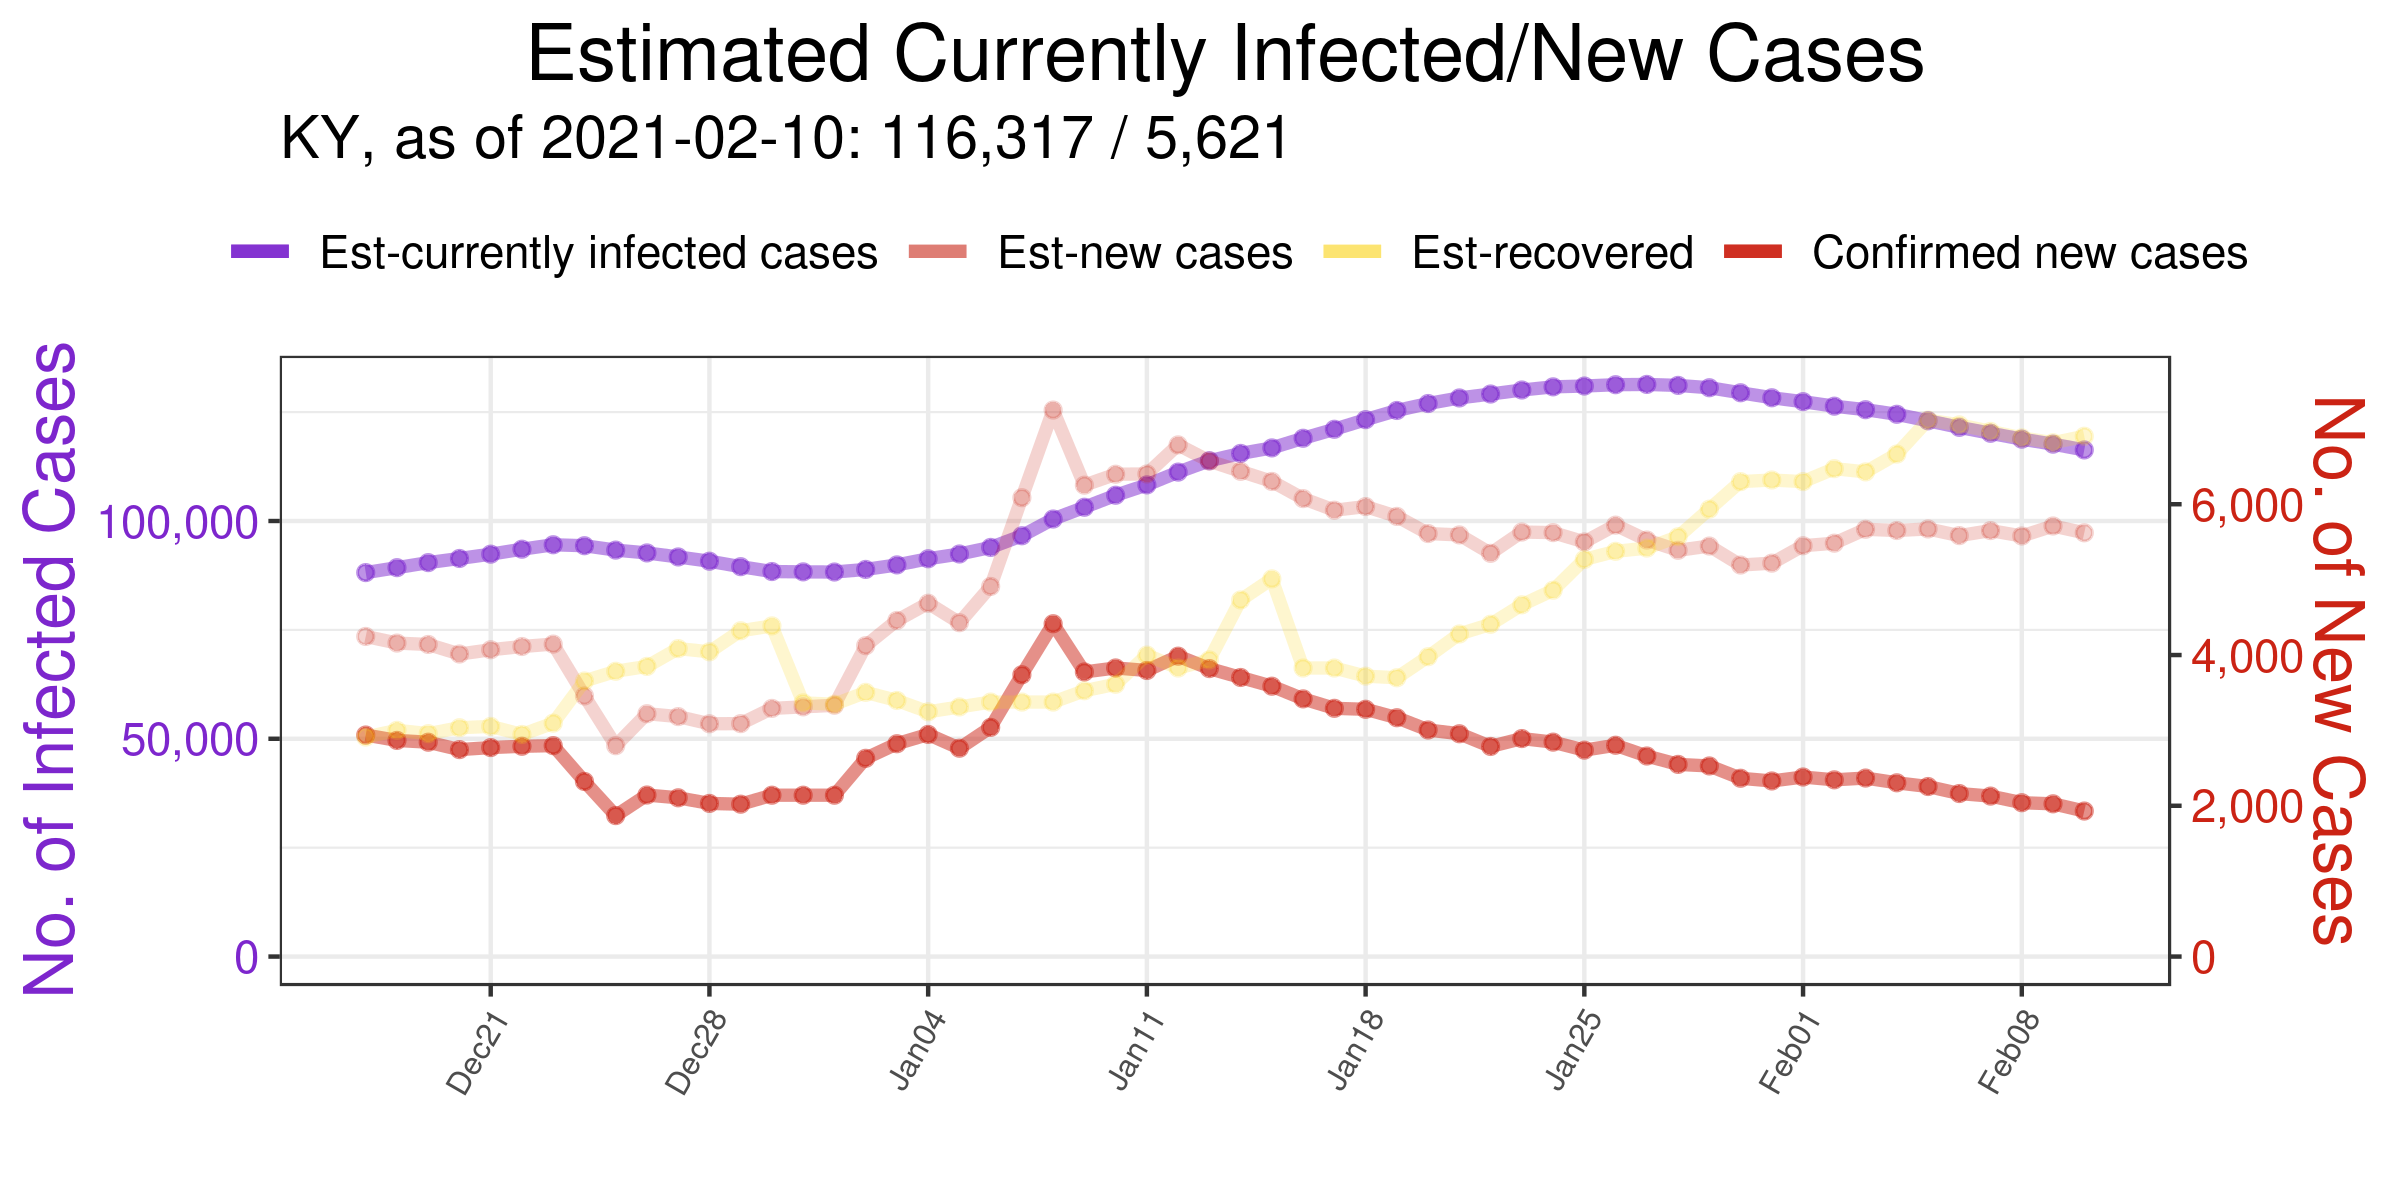 Estimated Currently Infected/New Cases
KY, as of 2021-02-10: 116,317 / 5,621
Est-currently infected cases Est-new cases Est-recovered Confirmed new cases
No. of Infected Cases
100,000
50,000
0
No. of New Cases
6,000
4,000
2,000
0
Dec21 Dec28 Jan04 Jan11 Jan18 Jan25 Feb01 Feb08